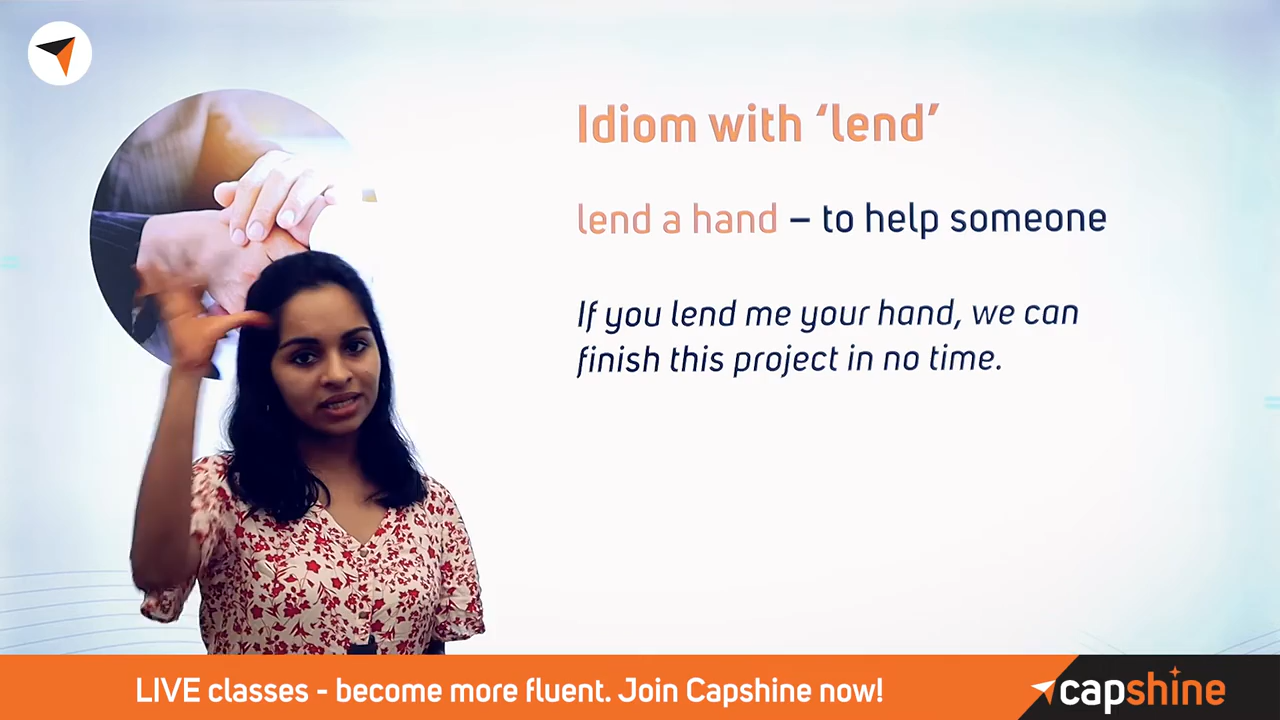 Idiom with ‘lend’
lend a hand – to help someone
If you lend me your hand, we can
finish this project in no time.
LIVE classes - become more fluent. Join Capshine now!
capshine